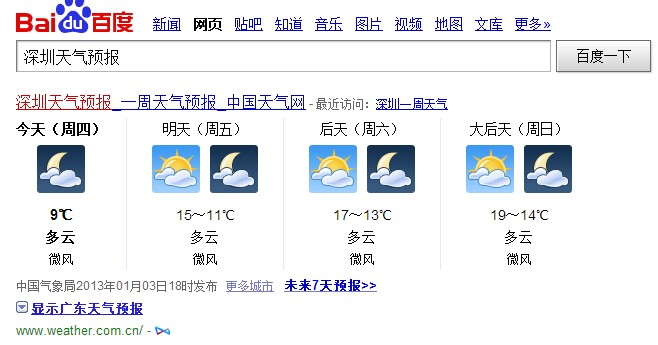 Bai du 百度 新闻 网页 贴吧 知道 音乐 图片 视频 地图 文库 更多»
深圳天气预报 百度一下
深圳天气预报_一周天气预报_中国天气网 - 最近访问：深圳一周天气
今天（周四） 明天（周五） 后天（周六） 大后天（周日）
9℃ 15～11℃ 17～13℃ 19～14℃
多云 多云 多云 多云
微风 微风 微风 微风
中国气象局2013年01月03日18时发布 更多城市 未来7天预报>>
显示广东天气预报
www.weather.com.cn/ -